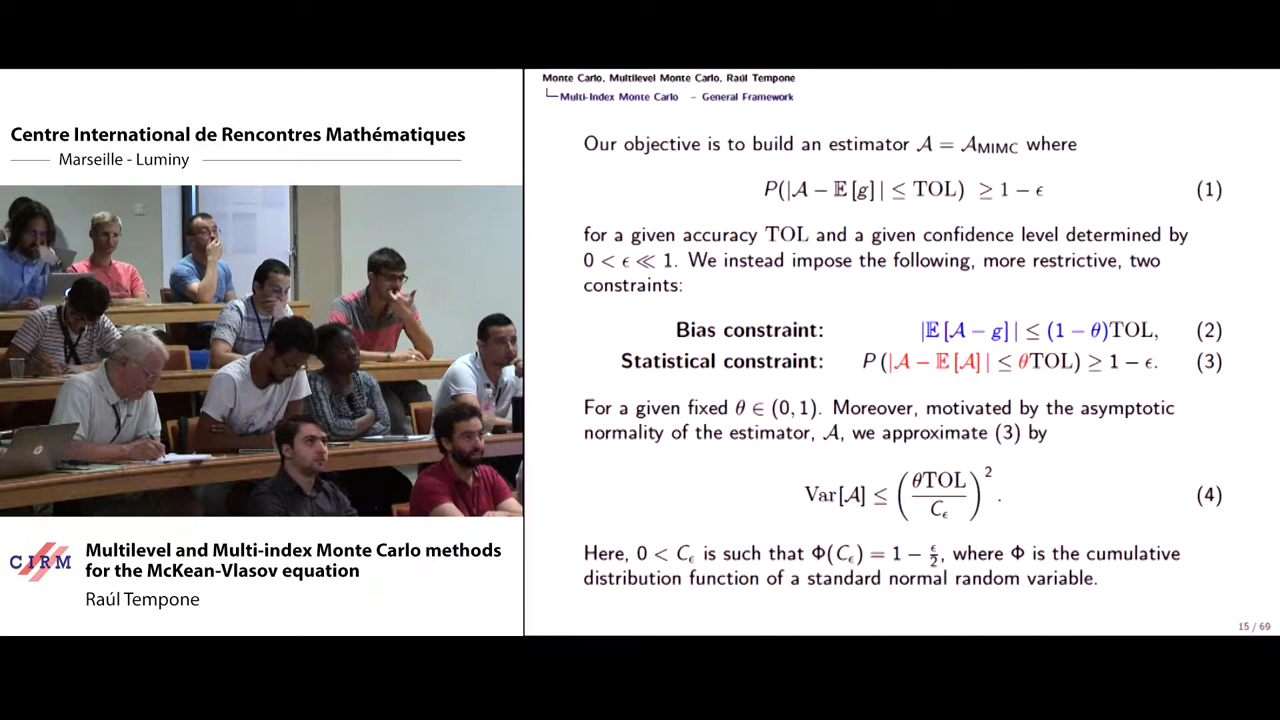 Centre International de Rencontres Mathématiques
Marseille - Luminy
CIRM
Multilevel and Multi-index Monte Carlo methods
for the McKean-Vlasov equation
Raúl Tempone
Monte Carlo, Multilevel Monte Carlo, Raúl Tempone
Multi-Index Monte Carlo - General Framework
Our objective is to build an estimator 𝒜 = 𝒜_MIMC where
P(|𝒜 − 𝔼[g]| ≤ TOL) ≥ 1 − ϵ (1)
for a given accuracy TOL and a given confidence level determined by
0 < ϵ ≪ 1. We instead impose the following, more restrictive, two
constraints:
Bias constraint: |𝔼[𝒜 − g]| ≤ (1 − θ)TOL, (2)
Statistical constraint: P(|𝒜 − 𝔼[𝒜]| ≤ θTOL) ≥ 1 − ϵ. (3)
For a given fixed θ ∈ (0, 1). Moreover, motivated by the asymptotic
normality of the estimator, 𝒜, we approximate (3) by
Var[𝒜] ≤ (θTOL / C_ϵ)². (4)
Here, 0 < C_ϵ is such that Φ(C_ϵ) = 1 − ϵ/2, where Φ is the cumulative
distribution function of a standard normal random variable.
15 / 69